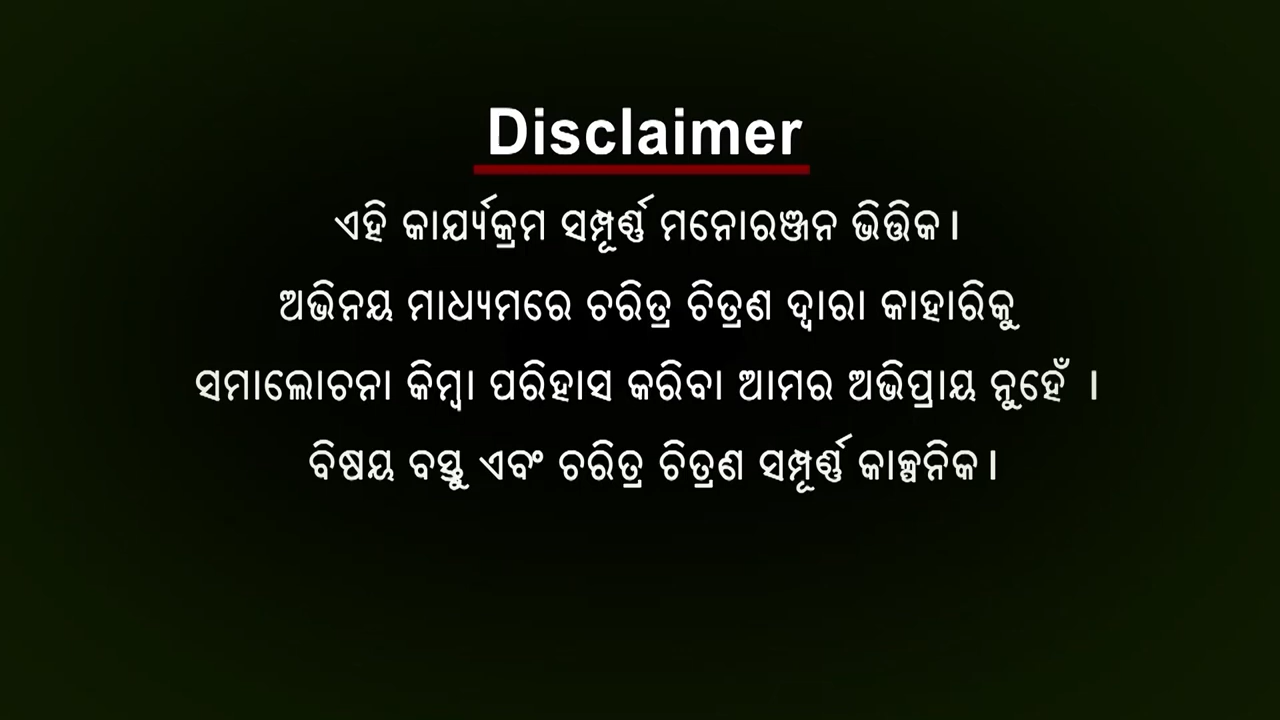 Disclaimer
ଏହି କାର୍ଯ୍ୟକ୍ରମ ସମ୍ପୂର୍ଣ୍ଣ ମନୋରଞ୍ଜନ ଭିତ୍ତିକ।
ଅଭିନୟ ମାଧ୍ୟମରେ ଚରିତ୍ର ଚିତ୍ରଣ ଦ୍ୱାରା କାହାରିକୁ
ସମାଲୋଚନା କିମ୍ବା ପରିହାସ କରିବା ଆମର ଅଭିପ୍ରାୟ ନୁହେଁ ।
ବିଷୟ ବସ୍ତୁ ଏବଂ ଚରିତ୍ର ଚିତ୍ରଣ ସମ୍ପୂର୍ଣ୍ଣ କାଳ୍ପନିକ।